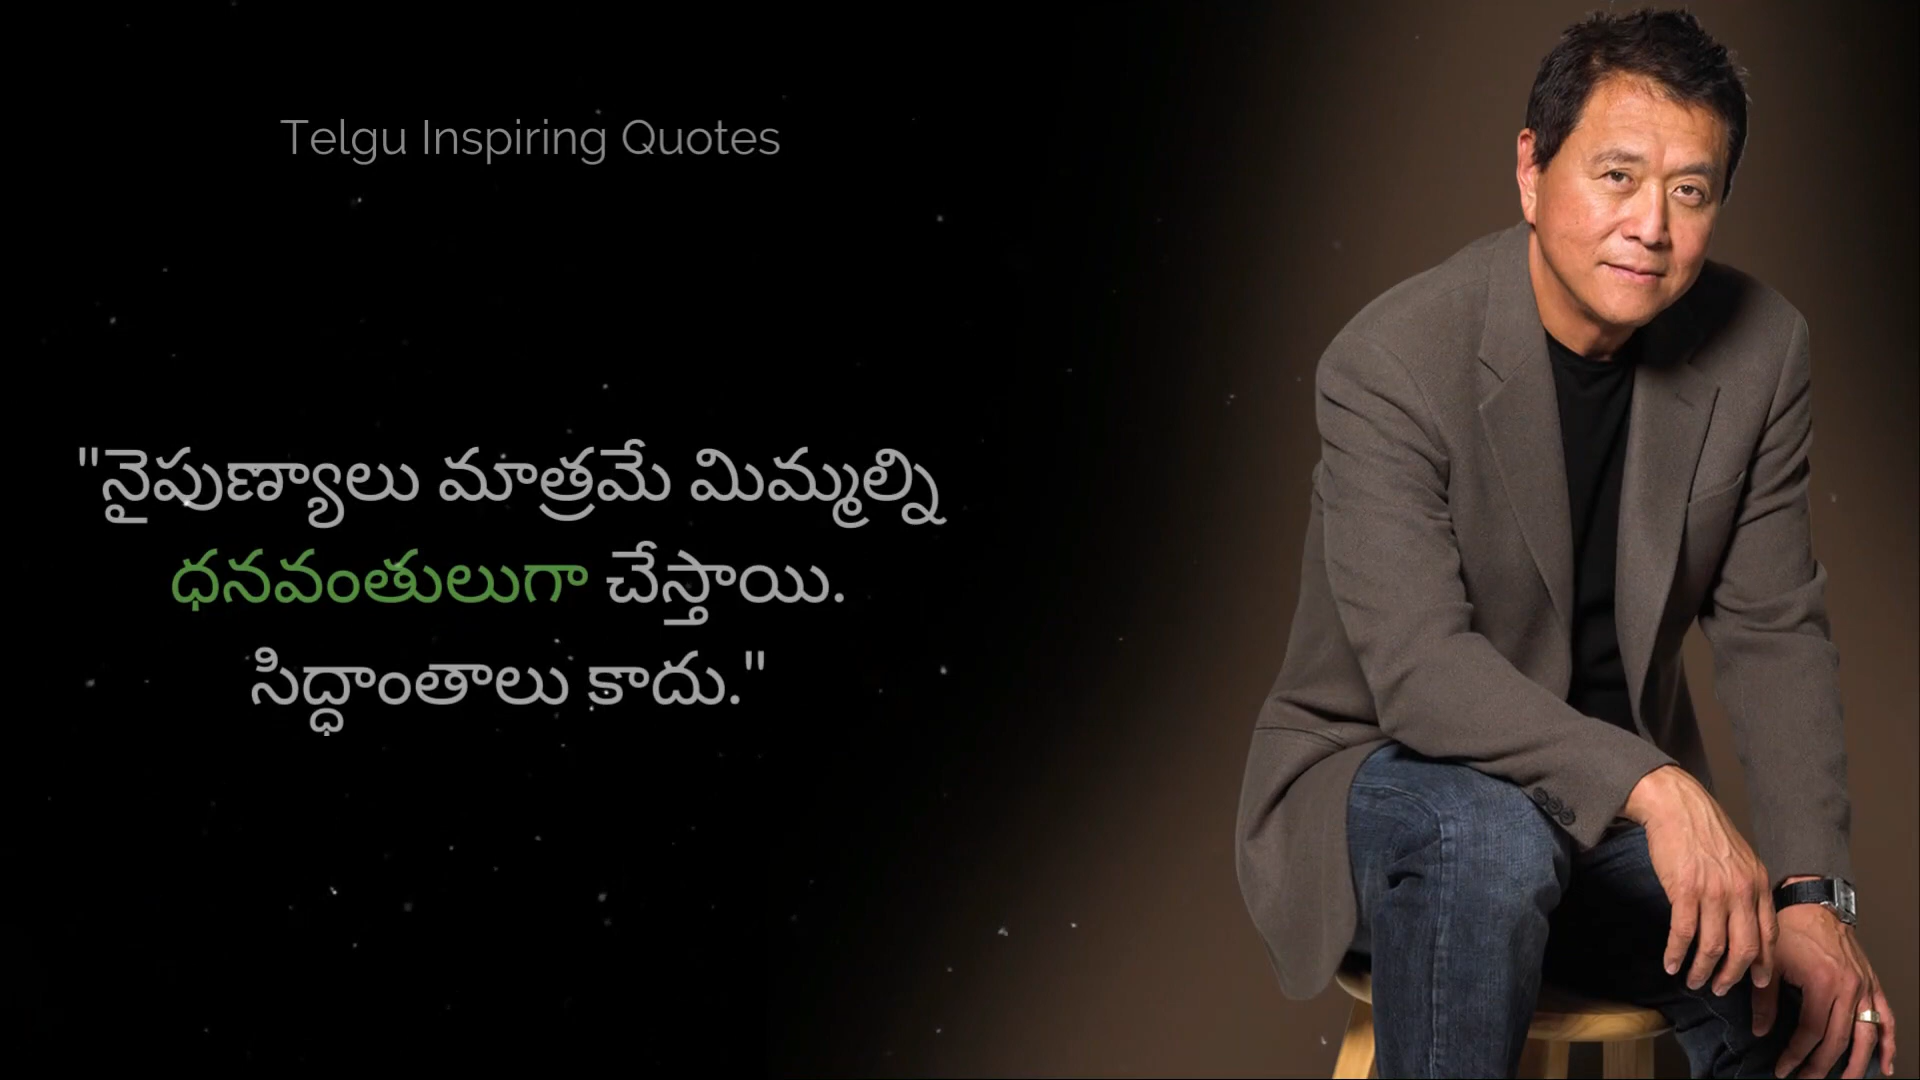 Telgu Inspiring Quotes
"నైపుణ్యాలు మాత్రమే మిమ్మల్ని
ధనవంతులుగా చేస్తాయి.
సిద్ధాంతాలు కాదు."